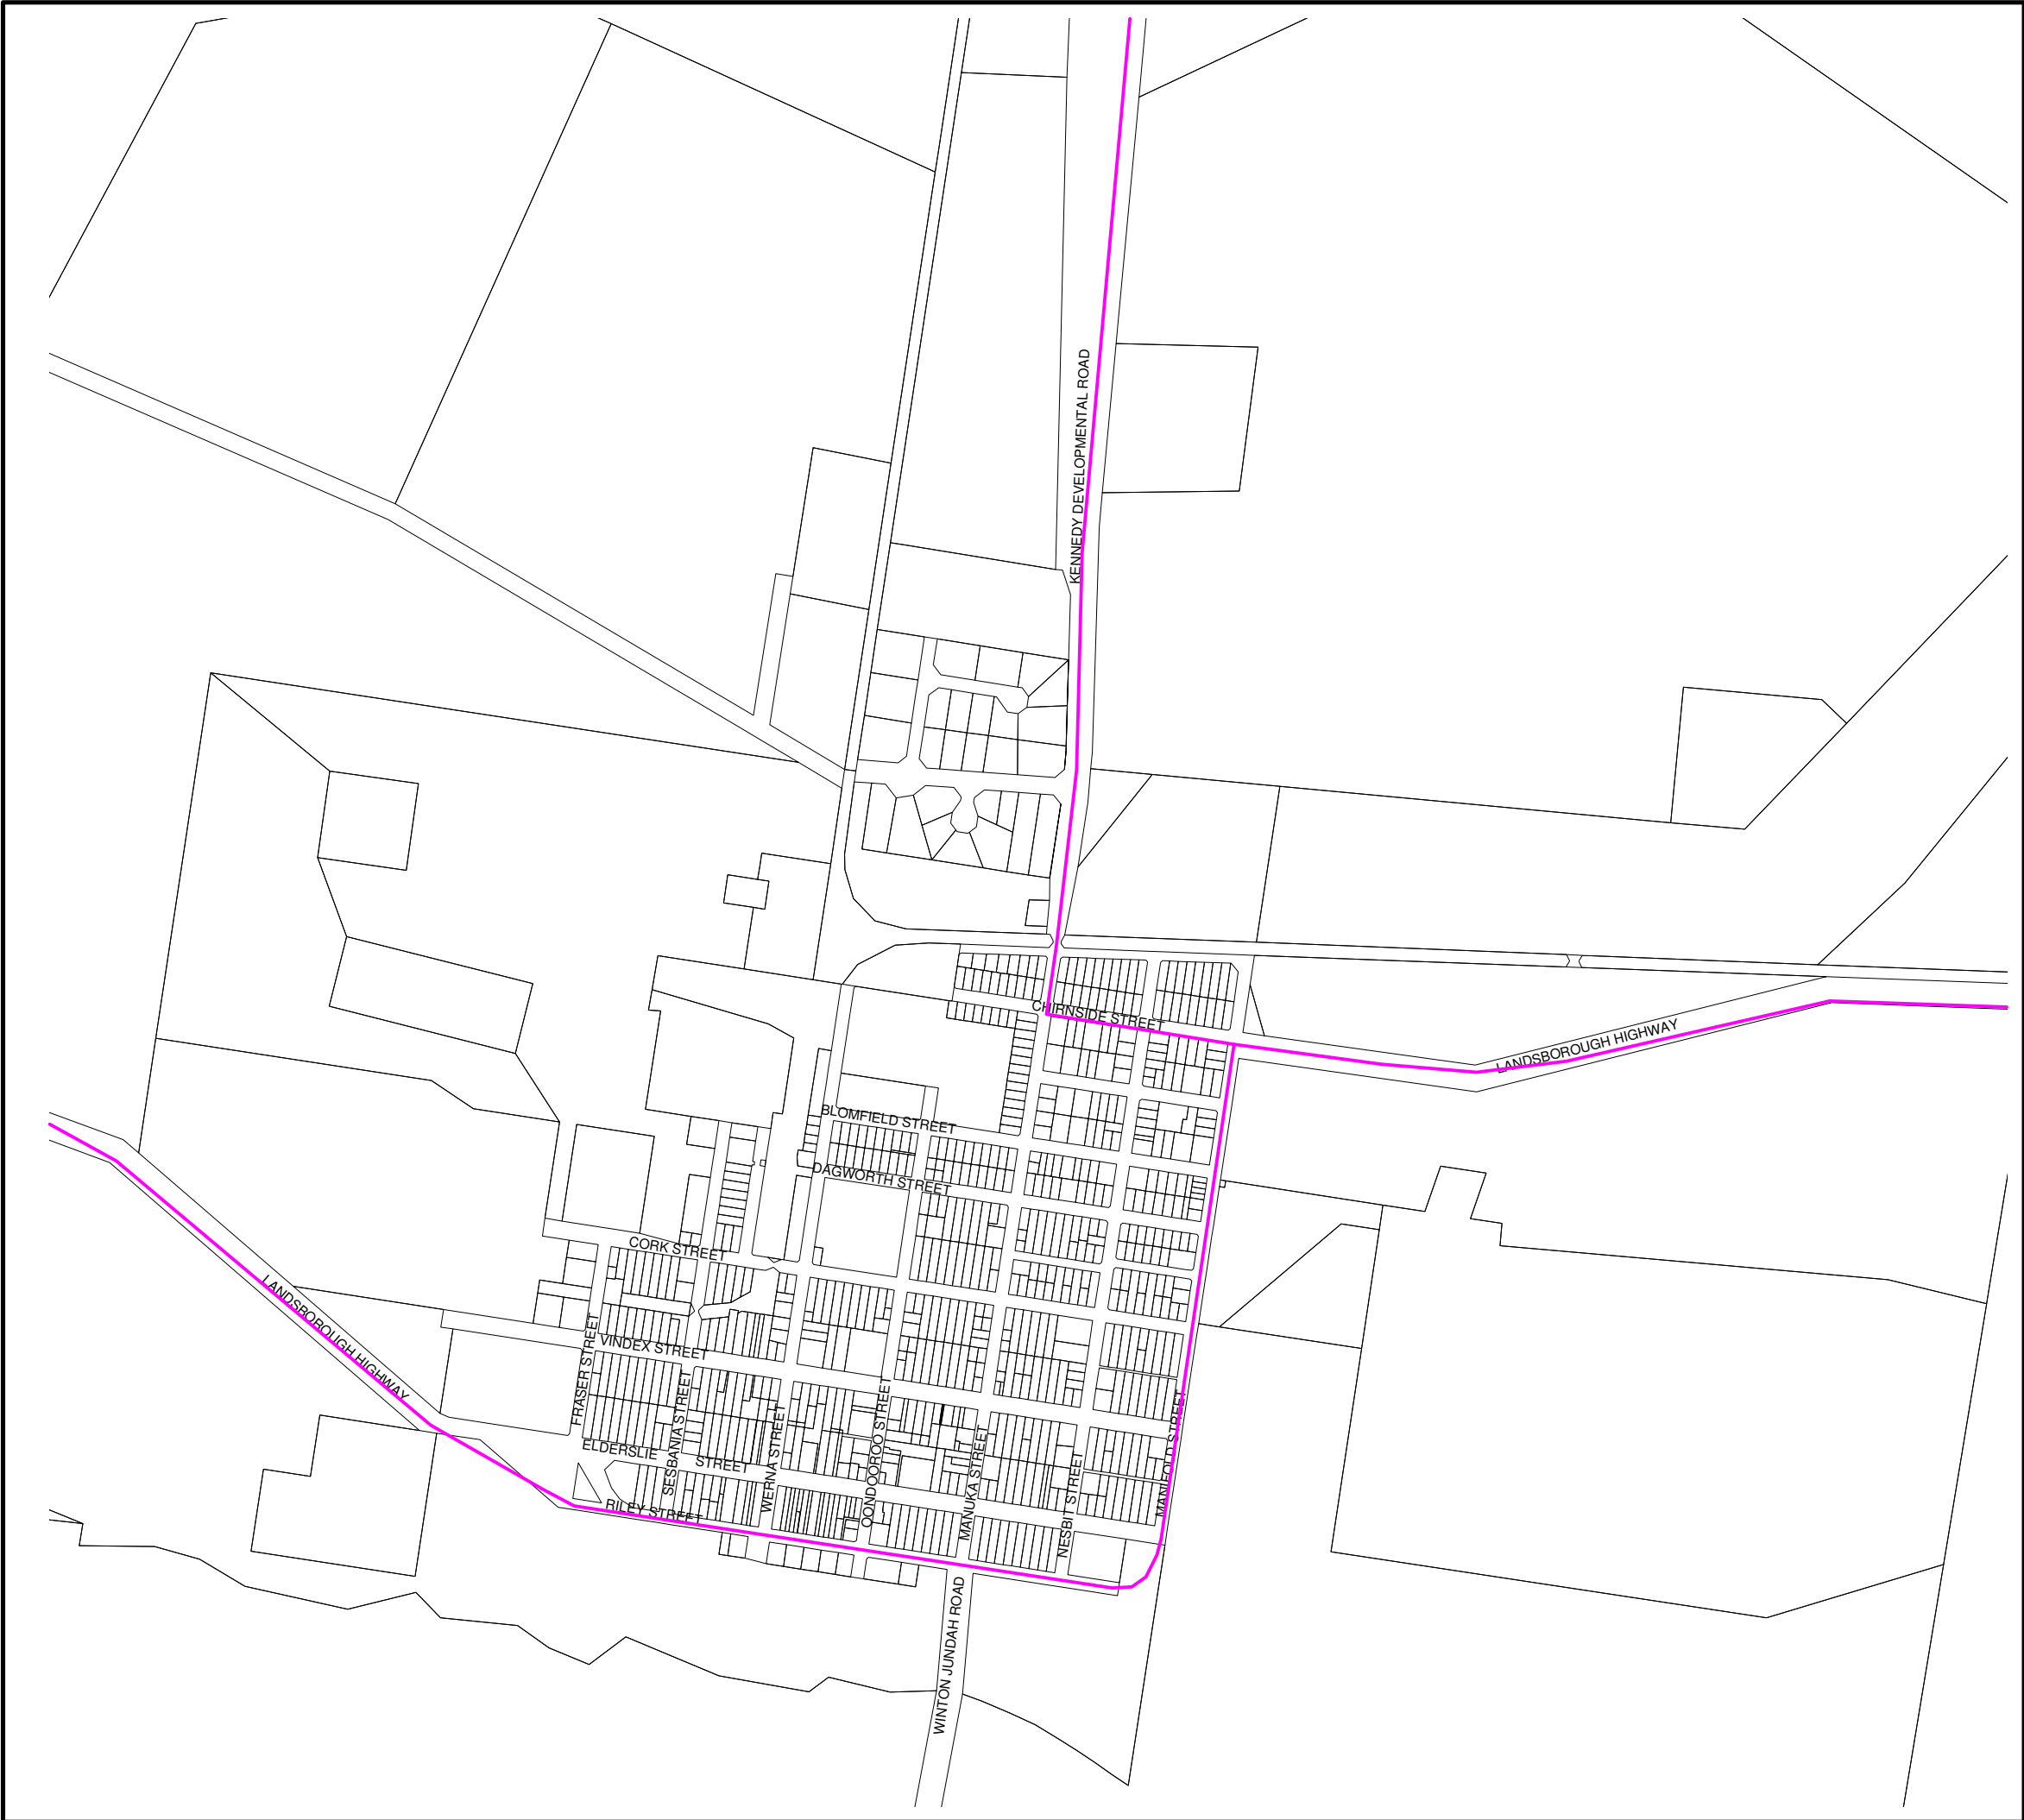 KENNEDY DEVELOPMENTAL ROAD
CHIRNSIDE STREET
LANDSBOROUGH HIGHWAY
BLOMFIELD STREET
DAGWORTH STREET
CORK STREET
LANDSBOROUGH HIGHWAY
FRASER STREET
VINDEX STREET
SESBANIA STREET
WERNA STREET
OONDOOROO STREET
MANUKA STREET
NESBIT STREET
MANIFOLD STREET
ELDERSLIE STREET
RILEY STREET
WINTON JUNDAH ROAD